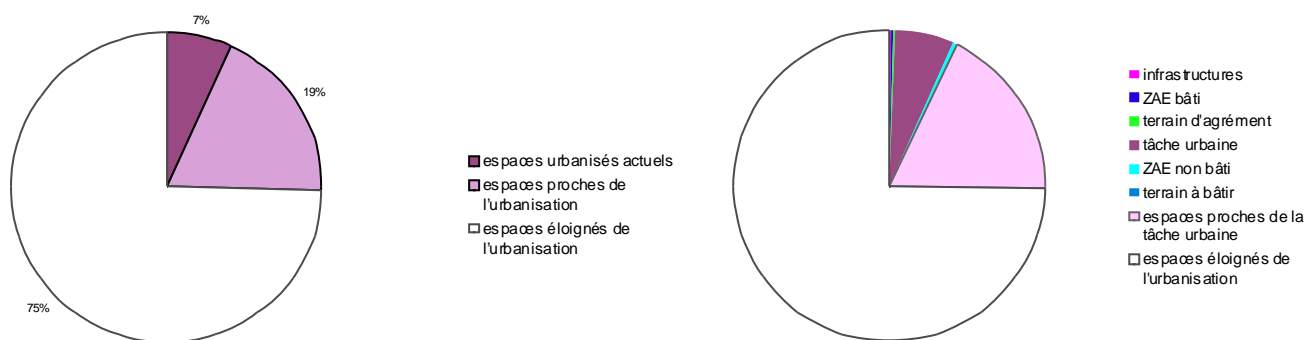 7%
19%
75%
espaces urbanisés actuels
espaces proches de
l'urbanisation
espaces éloignés de
l'urbanisation
infrastructures
ZAE bâti
terrain d'agrément
tâche urbaine
ZAE non bâti
terrain à bâtir
espaces proches de la
tâche urbaine
espaces éloignés de
l'urbanisation